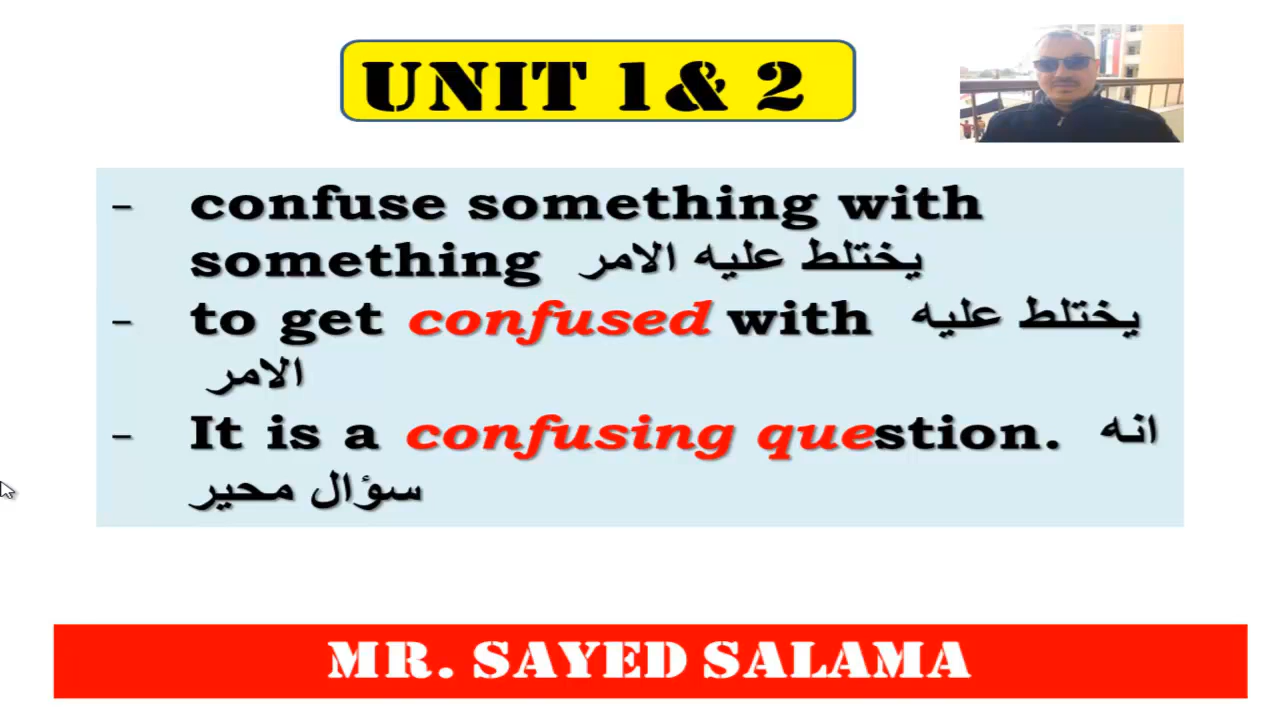 UNIT 1& 2
- confuse something with
something يختلط عليه الامر
- to get confused with يختلط عليه
الامر
- It is a confusing question. انه
سؤال محير
MR. SAYED SALAMA